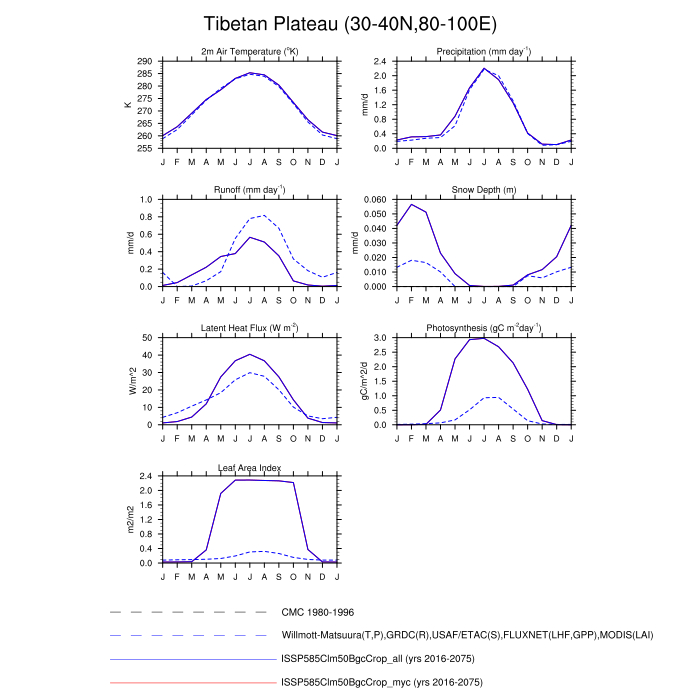 Tibetan Plateau (30-40N,80-100E)
2m Air Temperature (°K)
K
290
285
280
275
270
265
260
255
J F M A M J J A S O N D J
Precipitation (mm day⁻¹)
mm/d
2.4
2.0
1.6
1.2
0.8
0.4
0.0
J F M A M J J A S O N D J
Runoff (mm day⁻¹)
mm/d
1.0
0.8
0.6
0.4
0.2
0.0
J F M A M J J A S O N D J
Snow Depth (m)
mm/d
0.060
0.050
0.040
0.030
0.020
0.010
0.000
J F M A M J J A S O N D J
Latent Heat Flux (W m⁻²)
W/m^2
50
40
30
20
10
0
J F M A M J J A S O N D J
Photosynthesis (gC m⁻²day⁻¹)
gC/m^2/d
3.0
2.5
2.0
1.5
1.0
0.5
0.0
J F M A M J J A S O N D J
Leaf Area Index
m2/m2
2.4
2.0
1.6
1.2
0.8
0.4
0.0
J F M A M J J A S O N D J
CMC 1980-1996
Willmott-Matsuura(T,P),GRDC(R),USAF/ETAC(S),FLUXNET(LHF,GPP),MODIS(LAI)
ISSP585Clm50BgcCrop_all (yrs 2016-2075)
ISSP585Clm50BgcCrop_myc (yrs 2016-2075)